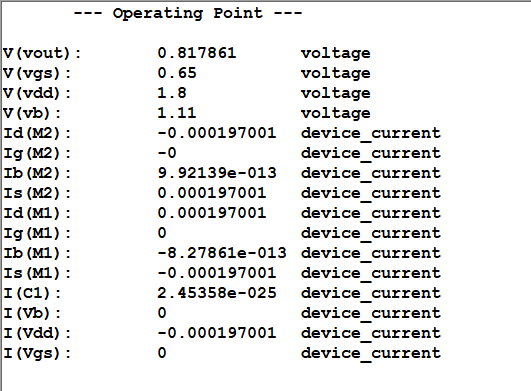 --- Operating Point ---
V(vout): 0.817861 voltage
V(vgs): 0.65 voltage
V(vdd): 1.8 voltage
V(vb): 1.11 voltage
Id(M2): -0.000197001 device_current
Ig(M2): -0 device_current
Ib(M2): 9.92139e-013 device_current
Is(M2): 0.000197001 device_current
Id(M1): 0.000197001 device_current
Ig(M1): 0 device_current
Ib(M1): -8.27861e-013 device_current
Is(M1): -0.000197001 device_current
I(C1): 2.45358e-025 device_current
I(Vb): 0 device_current
I(Vdd): -0.000197001 device_current
I(Vgs): 0 device_current